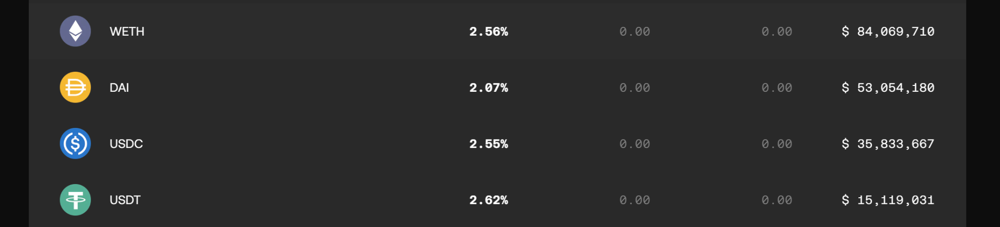 WETH 2.56% 0.00 0.00 $ 84,069,710
DAI 2.07% 0.00 0.00 $ 53,054,180
USDC 2.55% 0.00 0.00 $ 35,833,667
USDT 2.62% 0.00 0.00 $ 15,119,031